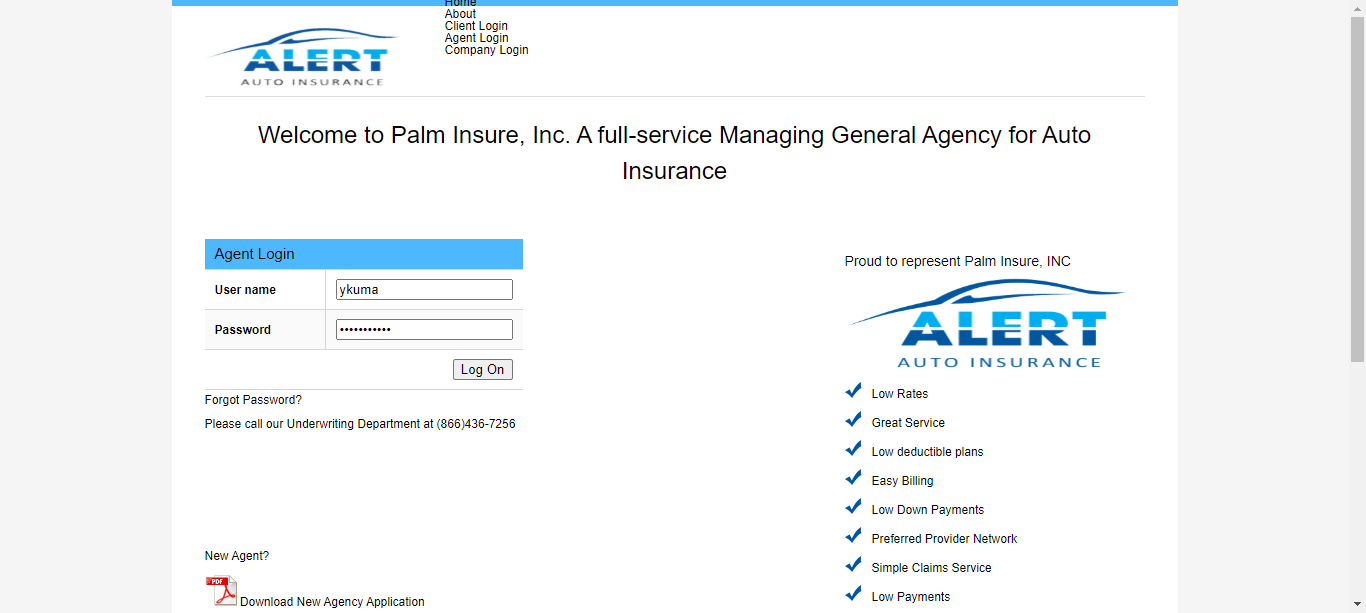 Home
About
Client Login
Agent Login
Company Login
ALERT
AUTO INSURANCE
Welcome to Palm Insure, Inc. A full-service Managing General Agency for Auto
Insurance
Agent Login
User name
ykuma
Password
•••••••••••
Log On
Forgot Password?
Please call our Underwriting Department at (866)436-7256
New Agent?
PDF
Download New Agency Application
Proud to represent Palm Insure, INC
ALERT
AUTO INSURANCE
Low Rates
Great Service
Low deductible plans
Easy Billing
Low Down Payments
Preferred Provider Network
Simple Claims Service
Low Payments